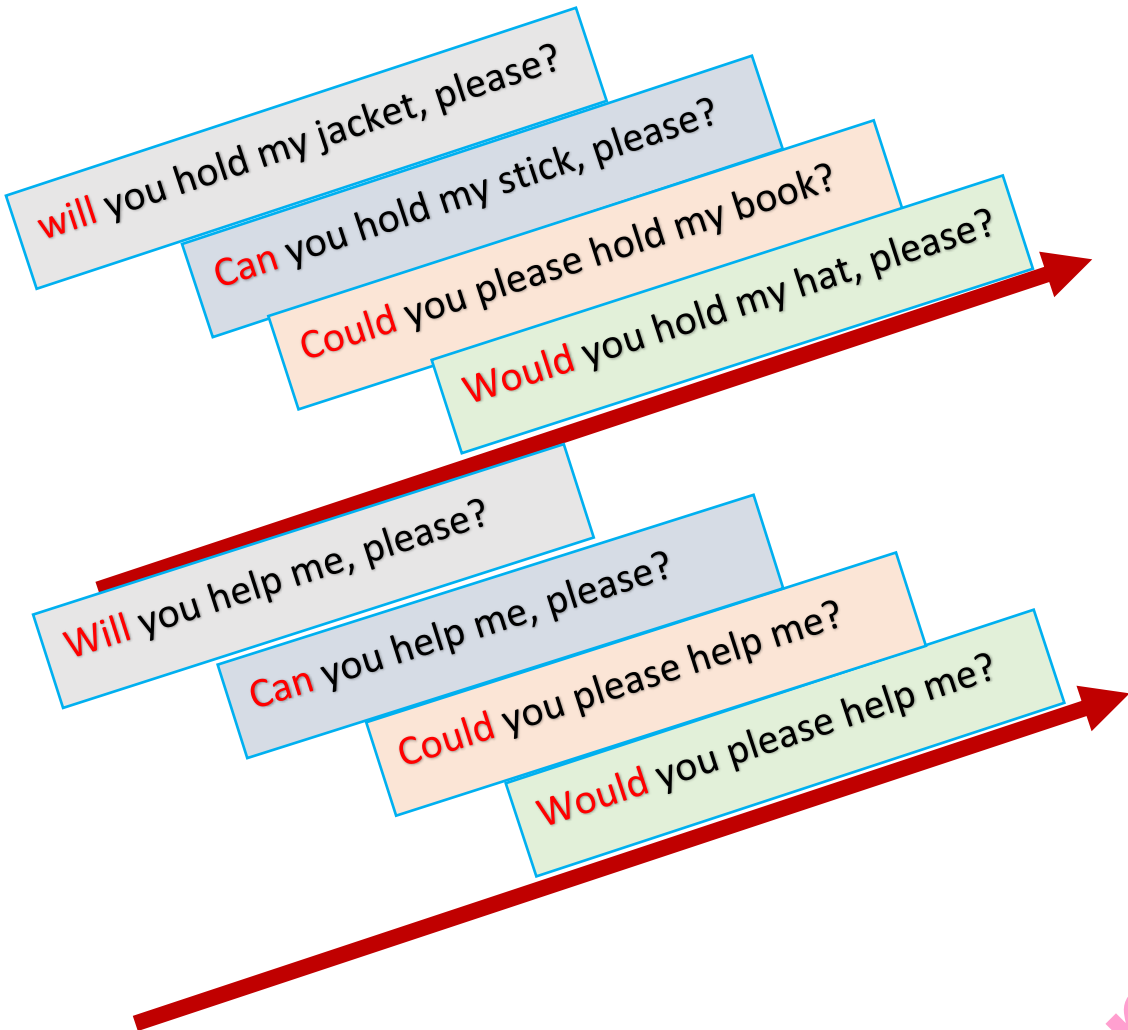 will you hold my jacket, please?
Can you hold my stick, please?
Could you please hold my book?
Would you hold my hat, please?
Will you help me, please?
Can you help me, please?
Could you please help me?
Would you please help me?